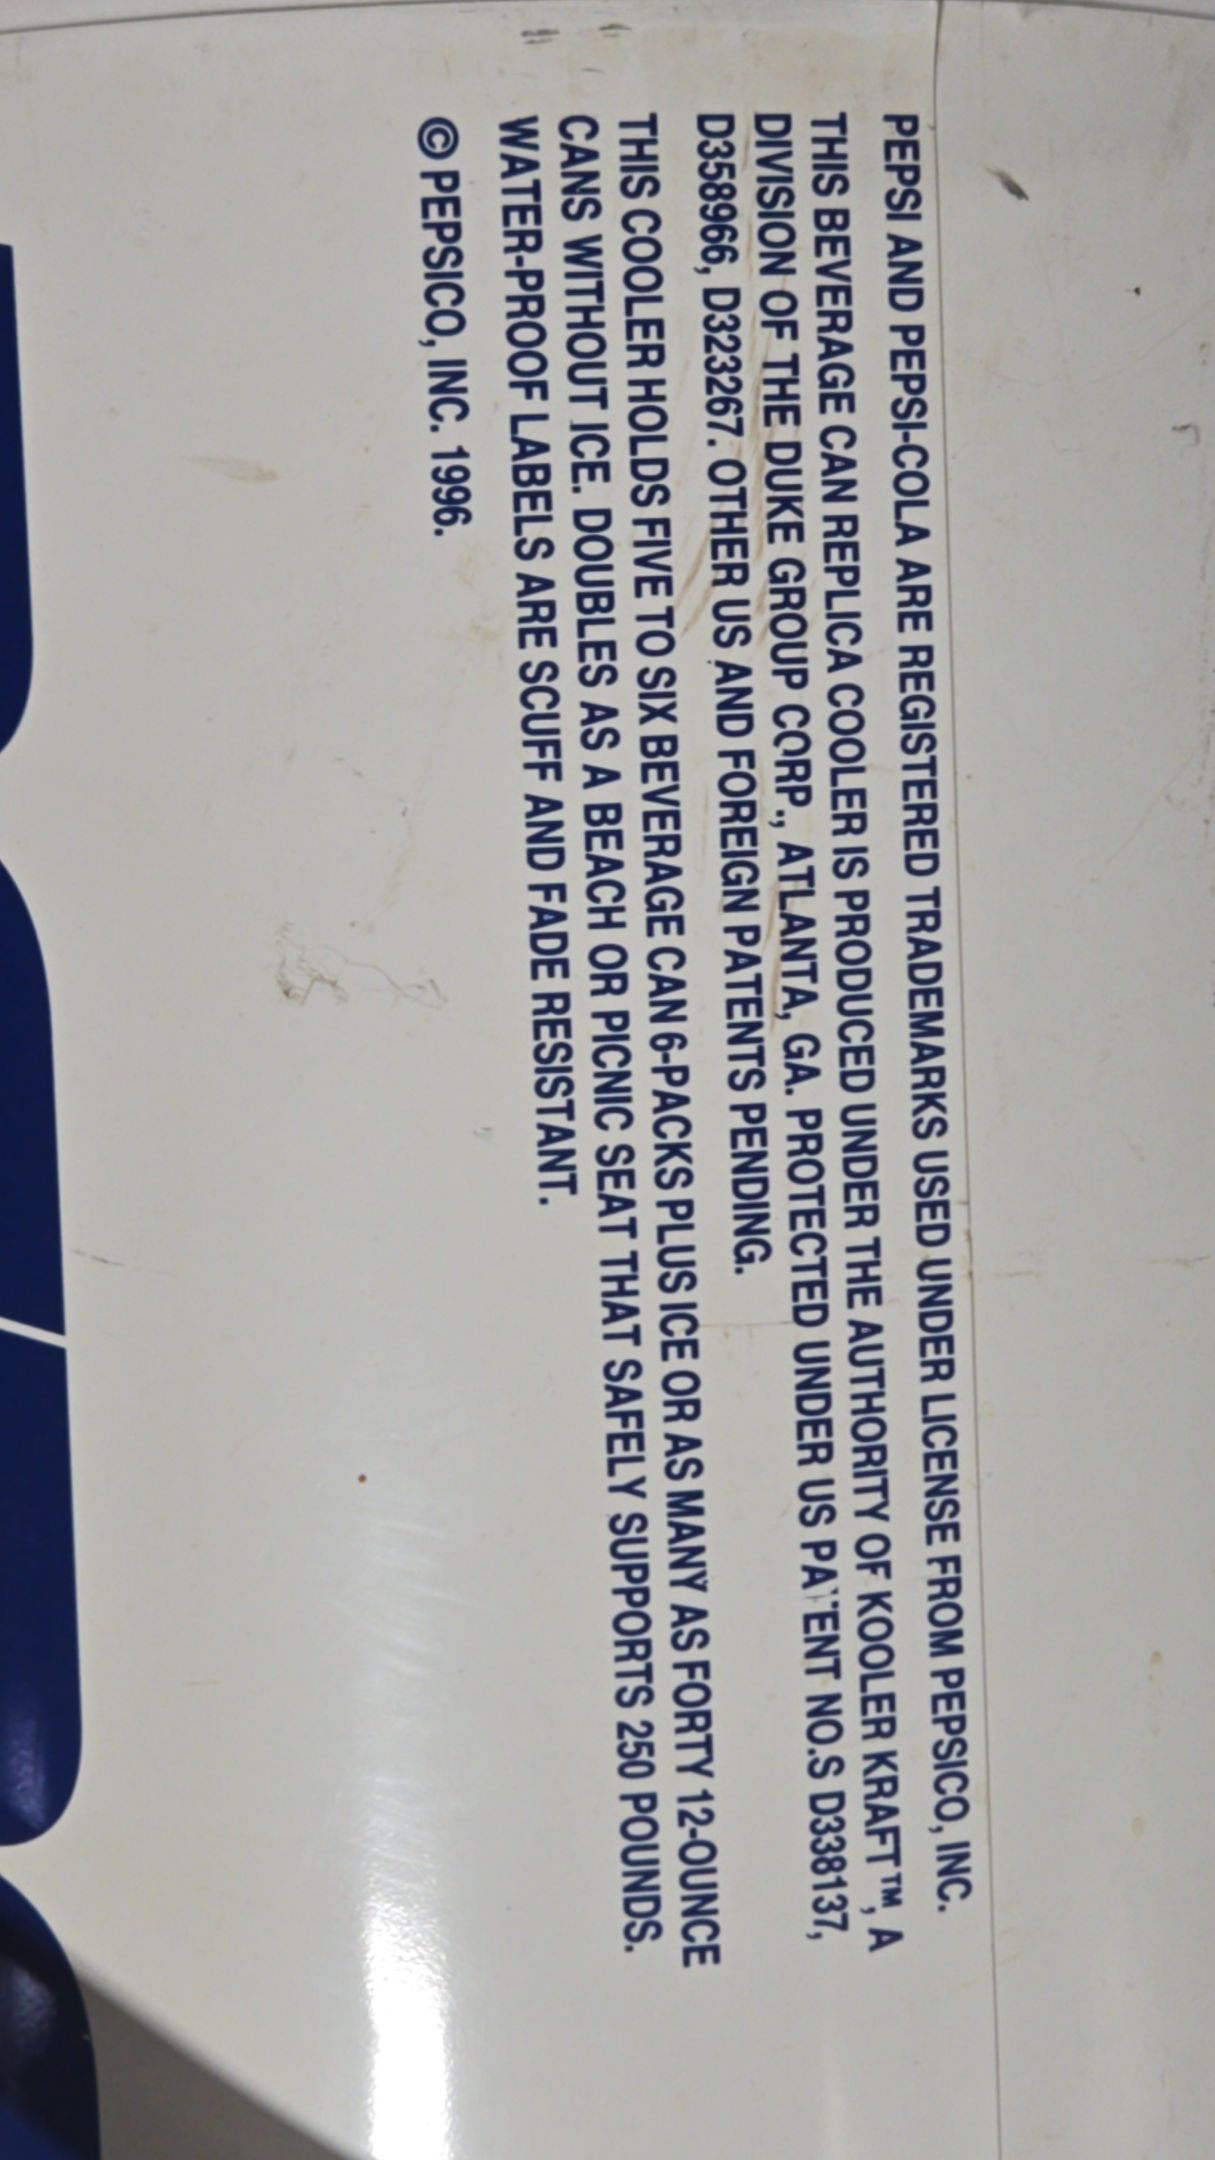 PEPSI AND PEPSI-COLA ARE REGISTERED TRADEMARKS USED UNDER LICENSE FROM PEPSICO, INC.
THIS BEVERAGE CAN REPLICA COOLER IS PRODUCED UNDER THE AUTHORITY OF KOOLER KRAFT™, A
DIVISION OF THE DUKE GROUP CORP., ATLANTA, GA. PROTECTED UNDER US PATENT NO.S D338137,
D358966, D323267. OTHER US AND FOREIGN PATENTS PENDING.
THIS COOLER HOLDS FIVE TO SIX BEVERAGE CAN 6-PACKS PLUS ICE OR AS MANY AS FORTY 12-OUNCE
CANS WITHOUT ICE. DOUBLES AS A BEACH OR PICNIC SEAT THAT SAFELY SUPPORTS 250 POUNDS.
WATER-PROOF LABELS ARE SCUFF AND FADE RESISTANT.
© PEPSICO, INC. 1996.